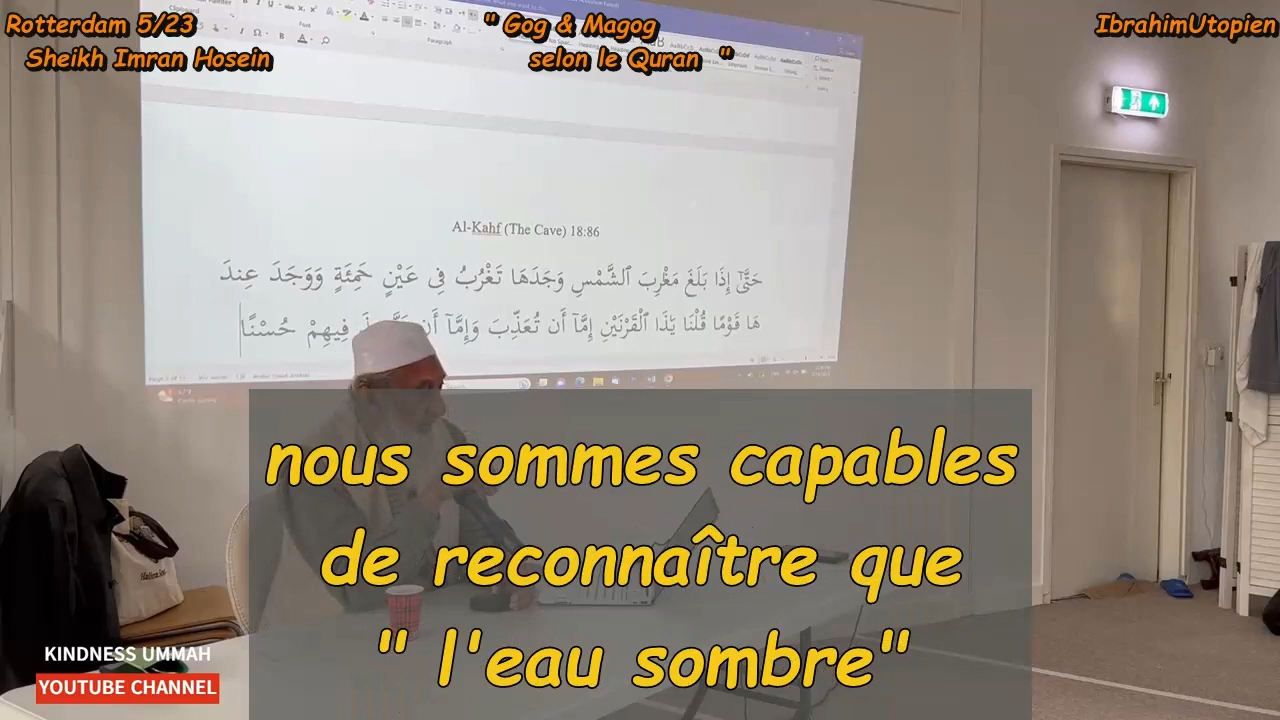 Rotterdam 5/23
Sheikh Imran Hosein
" Gog & Magog
selon le Quran "
IbrahimUtopien
Paragraph
Al-Kahf (The Cave) 18:86
حَتَّىٰٓ إِذَا بَلَغَ مَغْرِبَ ٱلشَّمْسِ وَجَدَهَا تَغْرُبُ فِى عَيْنٍ حَمِئَةٍ وَوَجَدَ عِندَ
هَا قَوْمًا قُلْنَا يَٰذَا ٱلْقَرْنَيْنِ إِمَّآ أَن تُعَذِّبَ وَإِمَّآ أَن فِيهِمْ حُسْنًا
nous sommes capables
de reconnaître que
" l'eau sombre"
KINDNESS UMMAH
YOUTUBE CHANNEL